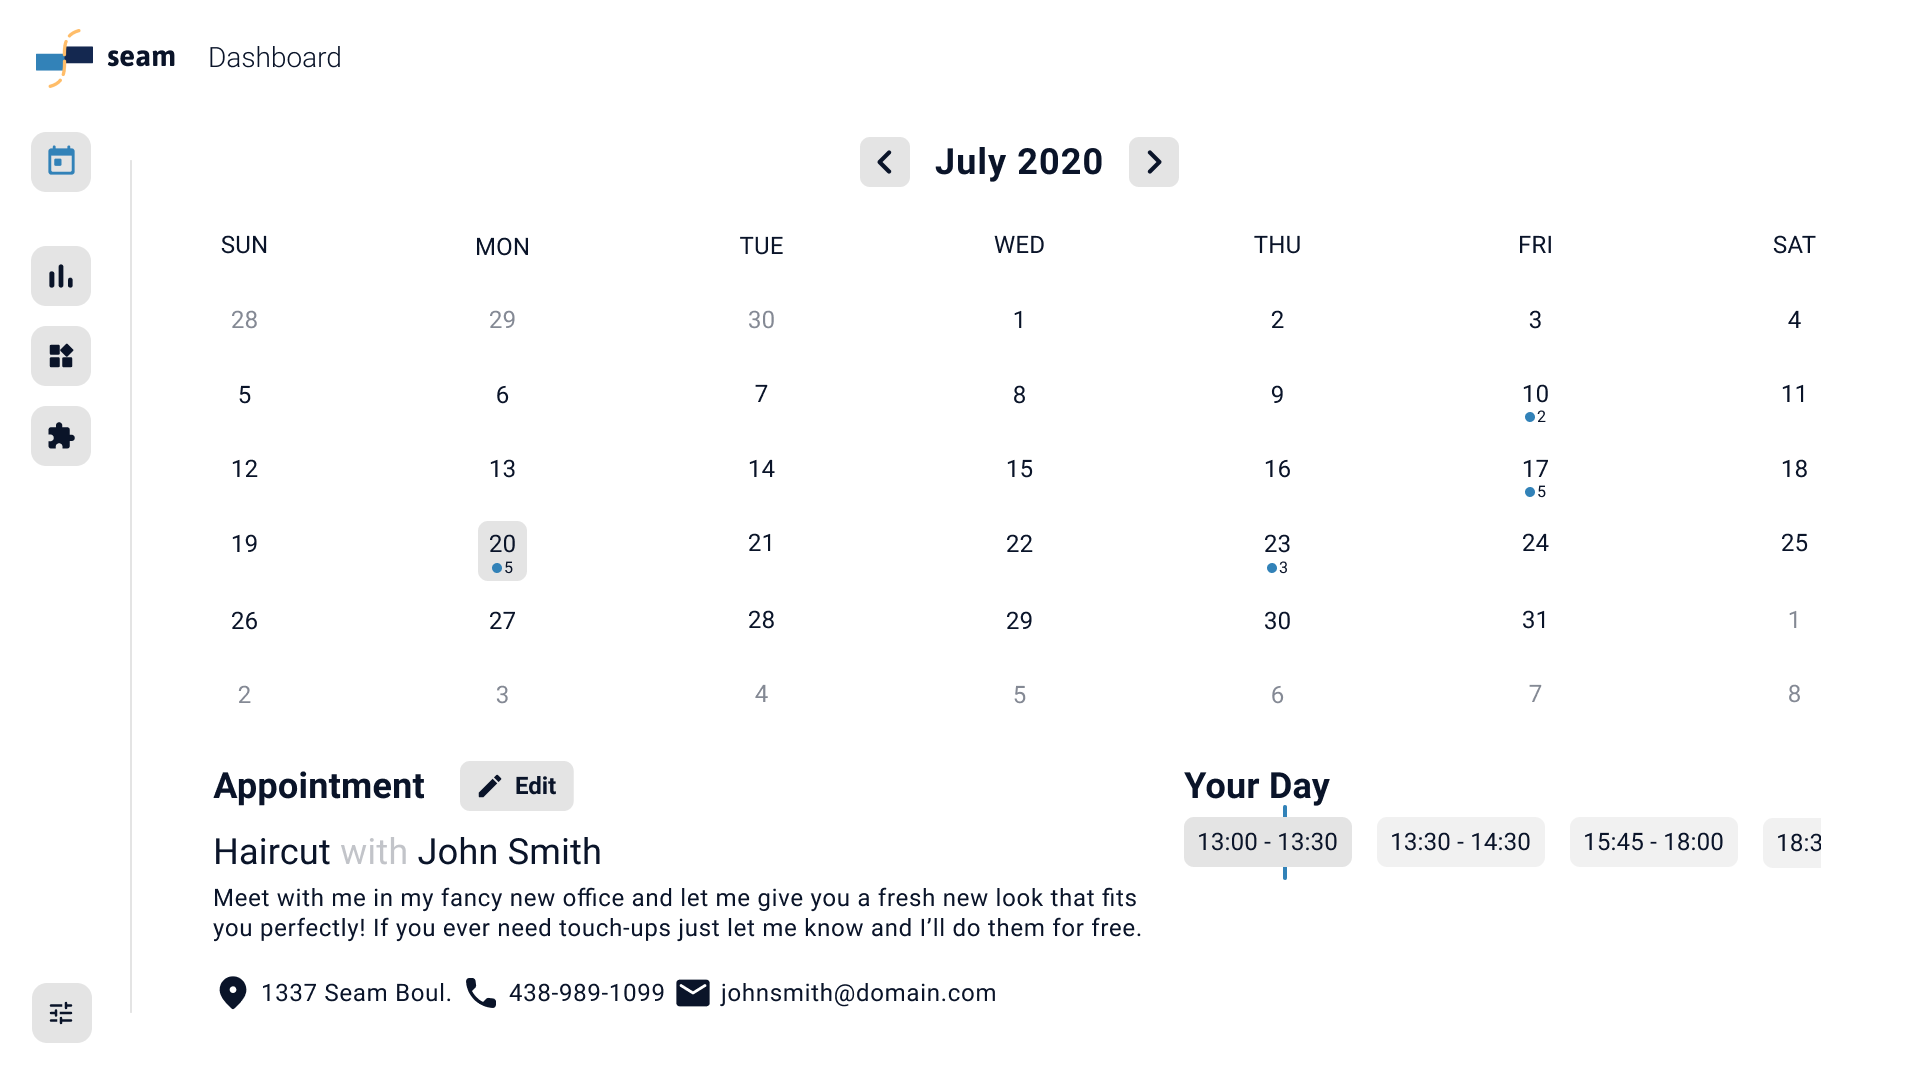 seam Dashboard
July 2020
SUN MON TUE WED THU FRI SAT
28 29 30 1 2 3 4
5 6 7 8 9 10 11
2
12 13 14 15 16 17 18
5
19 20 21 22 23 24 25
5 3
26 27 28 29 30 31 1
2 3 4 5 6 7 8
Appointment Edit
Haircut with John Smith
Meet with me in my fancy new office and let me give you a fresh new look that fits
you perfectly! If you ever need touch-ups just let me know and I’ll do them for free.
1337 Seam Boul. 438-989-1099 johnsmith@domain.com
Your Day
13:00 - 13:30 13:30 - 14:30 15:45 - 18:00 18:3